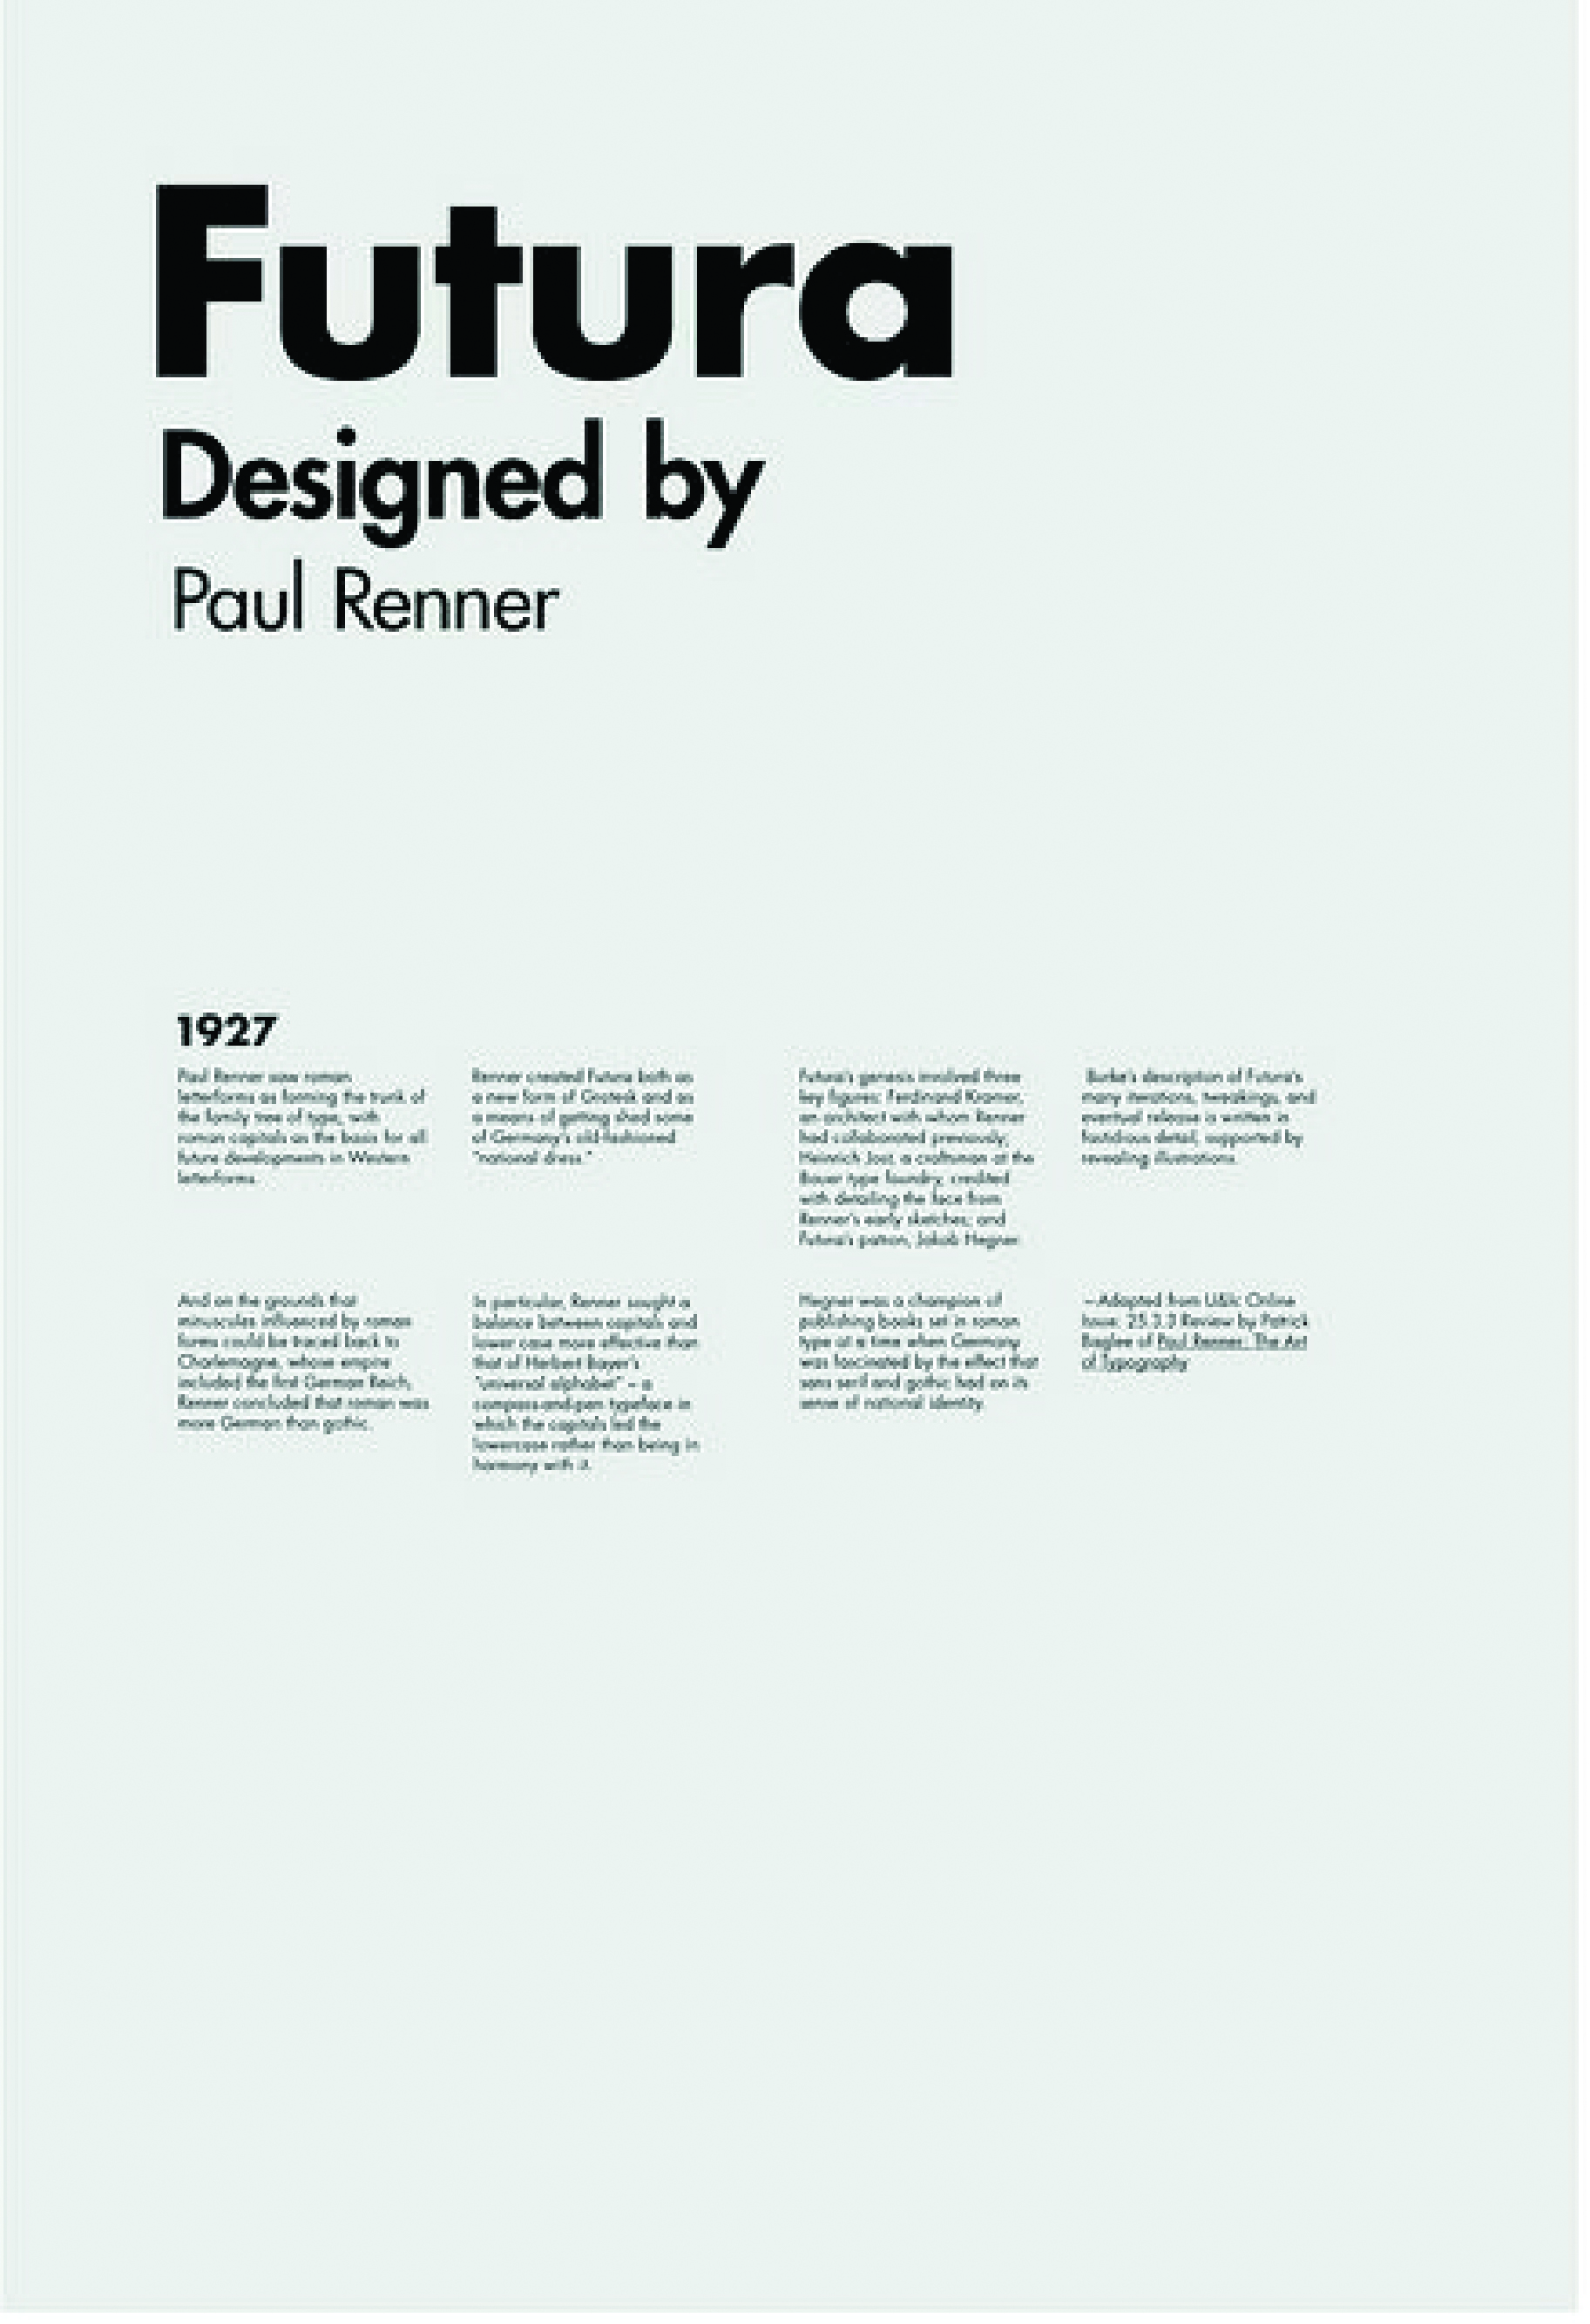 Futura
Designed by
Paul Renner
1927
Paul Renner saw roman
letterforms as forming the trunk of
the family tree of type, with
roman capitals as the basis for all
future developments in Western
letterforms.
And on the grounds that
minuscules influenced by roman
forms could be traced back to
Charlemagne, whose empire
included the first German Reich,
Renner concluded that roman was
more German than gothic.
Renner created Futura both as
a new form of Grotesk and as
a means of getting shed some
of Germany's old-fashioned
"national dress."
In particular, Renner sought a
balance between capitals and
lower case more effective than
that of Herbert Bayer's
"universal alphabet" – a
compass-and-pen typeface in
which the capitals led the
lowercase rather than being in
harmony with it.
Futura's genesis involved three
key figures: Ferdinand Kramer,
an architect with whom Renner
had collaborated previously;
Heinrich Jost, a craftsman at the
Bauer type foundry, credited
with detailing the face from
Renner's early sketches; and
Futura's patron, Jakob Hegner.
Hegner was a champion of
publishing books set in roman
type at a time when Germany
was fascinated by the effect that
sans serif and gothic had on its
sense of national identity.
Burke's description of Futura's
many iterations, tweakings, and
eventual release is written in
fastidious detail, supported by
revealing illustrations.
—Adapted from U&lc Online
Issue: 25.3.3 Review by Patrick
Baglee of Paul Renner: The Art
of Typography